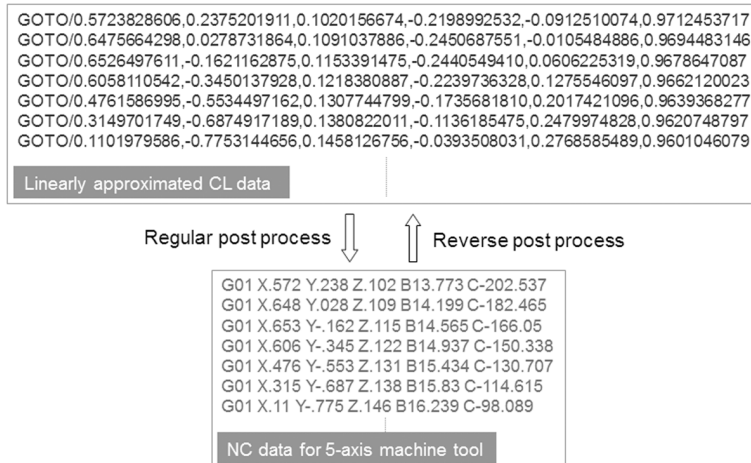 GOTO/0.5723828606,0.2375201911,0.1020156674,-0.2198992532,-0.0912510074,0.9712453717
GOTO/0.6475664298,0.0278731864,0.1091037886,-0.2450687551,-0.0105484886,0.9694483146
GOTO/0.6526497611,-0.1621162875,0.1153391475,-0.2440549410,0.0606225319,0.9678647087
GOTO/0.6058110542,-0.3450137928,0.1218380887,-0.2239736328,0.1275546097,0.9662120023
GOTO/0.4761586995,-0.5534497162,0.1307744799,-0.1735681810,0.2017421096,0.9639368277
GOTO/0.3149701749,-0.6874917189,0.1380822011,-0.1136185475,0.2479974828,0.9620748797
GOTO/0.1101979586,-0.7753144656,0.1458126756,-0.0393508031,0.2768585489,0.9601046079
Linearly approximated CL data
Regular post process
Reverse post process
G01 X.572 Y.238 Z.102 B13.773 C-202.537
G01 X.648 Y.028 Z.109 B14.199 C-182.465
G01 X.653 Y-.162 Z.115 B14.565 C-166.05
G01 X.606 Y-.345 Z.122 B14.937 C-150.338
G01 X.476 Y-.553 Z.131 B15.434 C-130.707
G01 X.315 Y-.687 Z.138 B15.83 C-114.615
G01 X.11 Y-.775 Z.146 B16.239 C-98.089
NC data for 5-axis machine tool